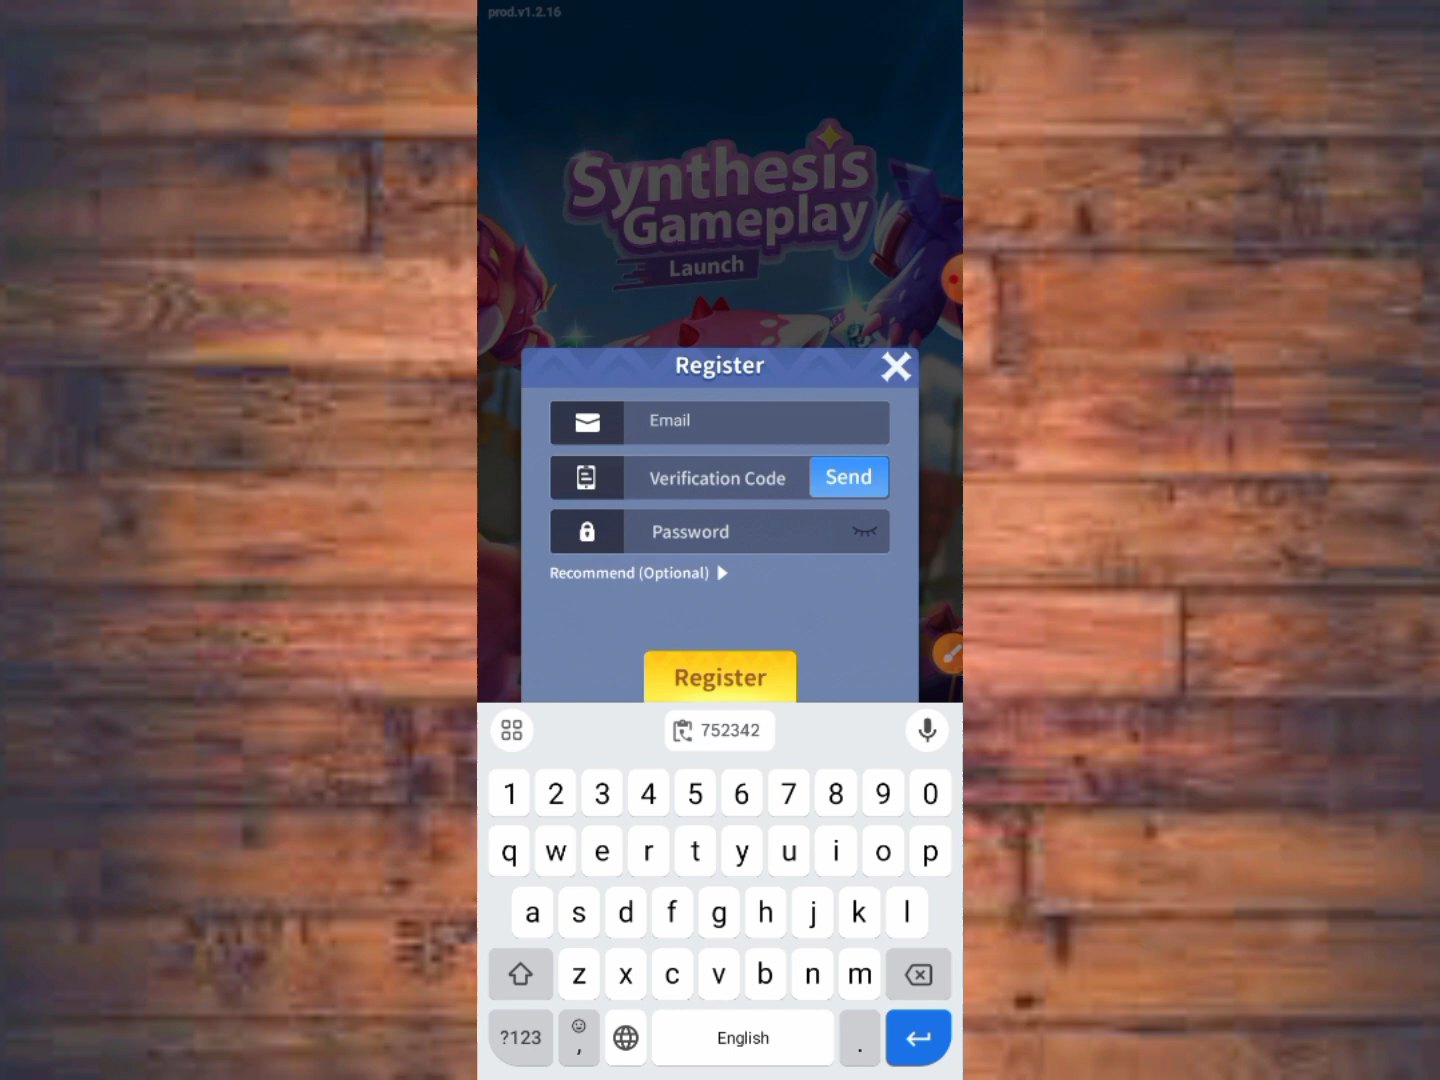 prod.v1.2.16
Synthesis
Gameplay
Launch
Register
Email
Verification Code Send
Password
Recommend (Optional)
Register
752342
1 2 3 4 5 6 7 8 9 0
q w e r t y u i o p
a s d f g h j k l
z x c v b n m
?123 , English .